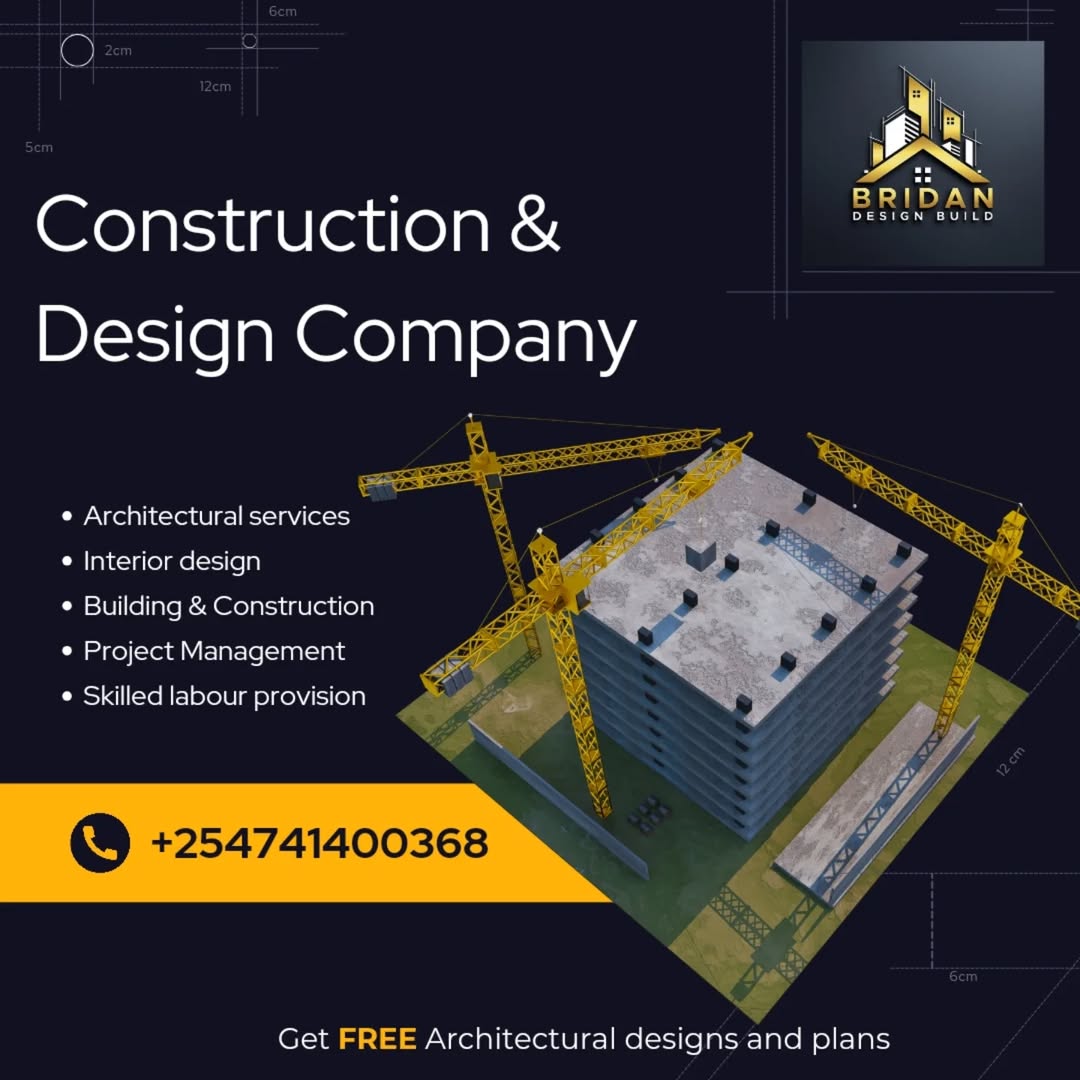 6cm
2cm
12cm
5cm
BRIDAN
DESIGN BUILD
Construction &
Design Company
• Architectural services
• Interior design
• Building & Construction
• Project Management
• Skilled labour provision
12 cm
+254741400368
6cm
Get FREE Architectural designs and plans